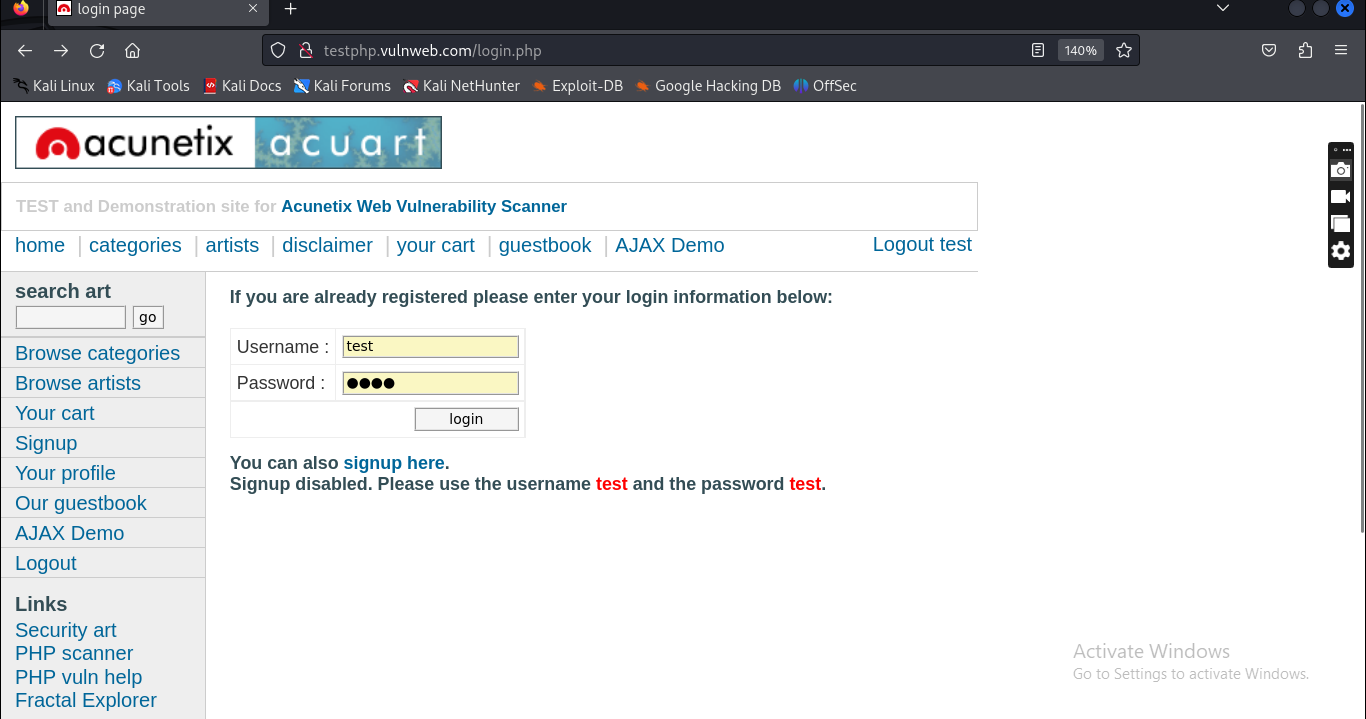 login page
testphp.vulnweb.com/login.php
140%
Kali Linux Kali Tools Kali Docs Kali Forums Kali NetHunter Exploit-DB Google Hacking DB OffSec
acunetix acuart
TEST and Demonstration site for Acunetix Web Vulnerability Scanner
home | categories | artists | disclaimer | your cart | guestbook | AJAX Demo
Logout test
search art
go
Browse categories
Browse artists
Your cart
Signup
Your profile
Our guestbook
AJAX Demo
Logout
Links
Security art
PHP scanner
PHP vuln help
Fractal Explorer
If you are already registered please enter your login information below:
Username : test
Password : ●●●●
login
You can also signup here.
Signup disabled. Please use the username test and the password test.
Activate Windows
Go to Settings to activate Windows.